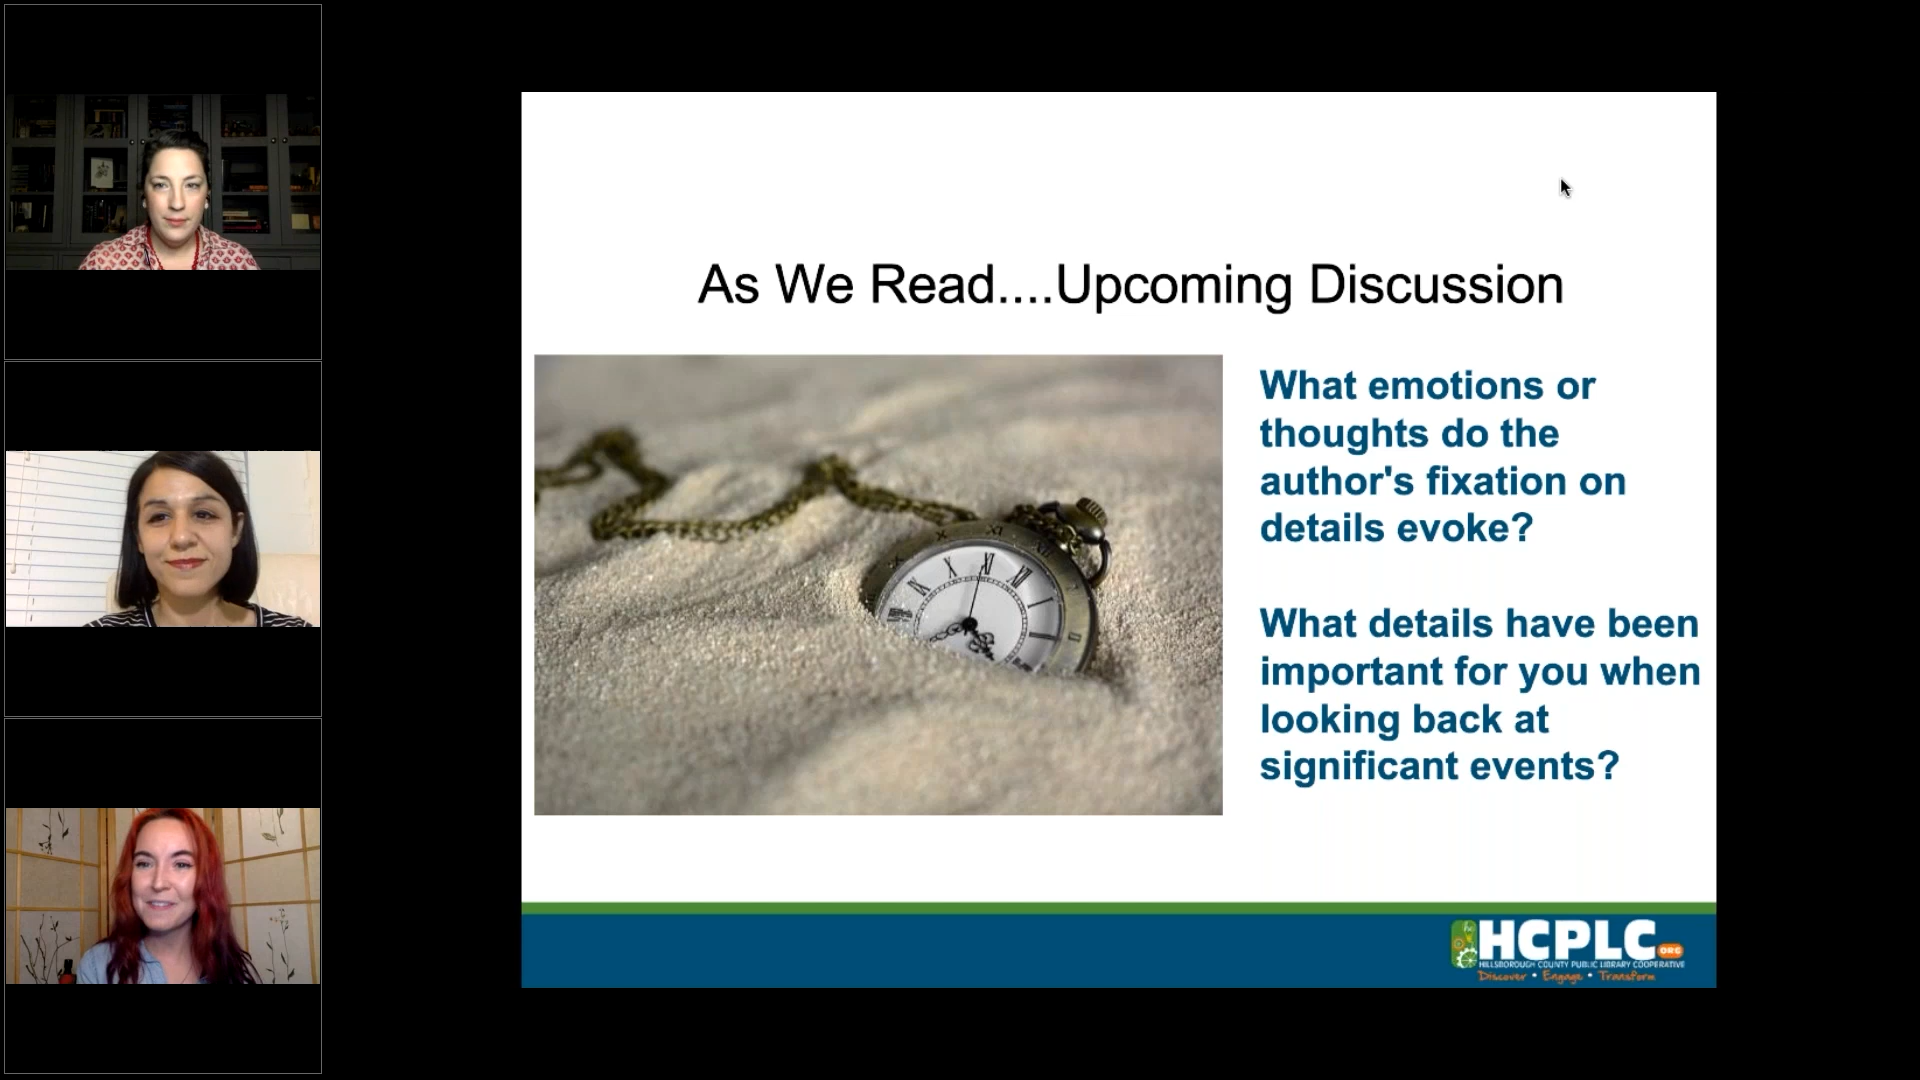 As We Read....Upcoming Discussion
What emotions or
thoughts do the
author's fixation on
details evoke?
What details have been
important for you when
looking back at
significant events?
HCPLC.ORG
HILLSBOROUGH COUNTY PUBLIC LIBRARY COOPERATIVE
Discover • Engage • Transform